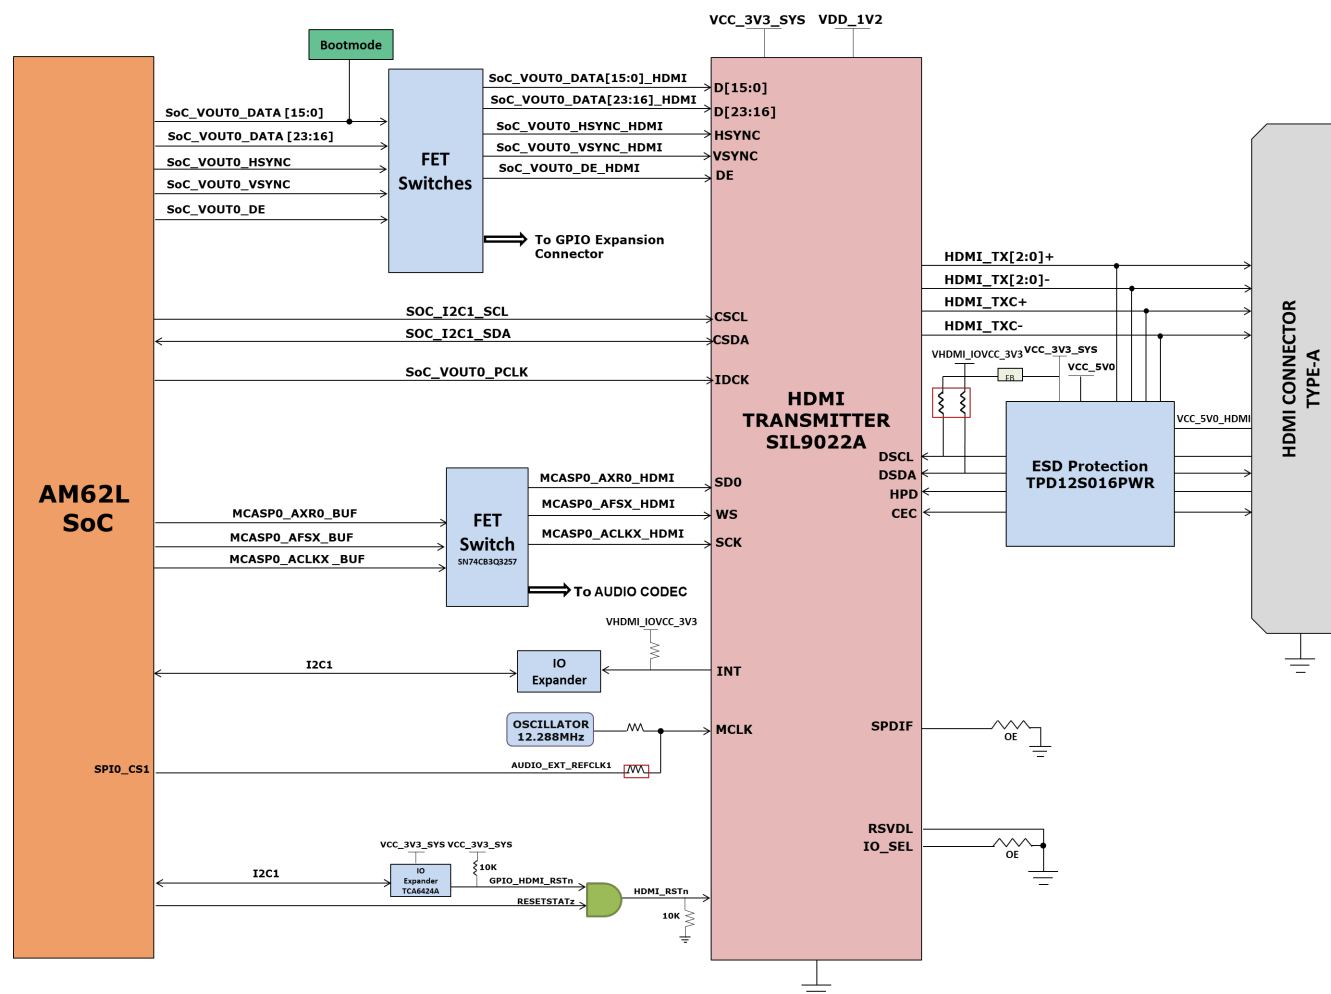 VCC_3V3_SYS
VDD_1V2
Bootmode
SoC_VOUT0_DATA [15:0]
SoC_VOUT0_DATA [23:16]
SoC_VOUT0_HSYNC
SoC_VOUT0_VSYNC
SoC_VOUT0_DE
FET
Switches
SoC_VOUT0_DATA[15:0]_HDMI
SoC_VOUT0_DATA[23:16]_HDMI
SoC_VOUT0_HSYNC_HDMI
SoC_VOUT0_VSYNC_HDMI
SoC_VOUT0_DE_HDMI
To GPIO Expansion
Connector
D[15:0]
D[23:16]
HSYNC
VSYNC
DE
SOC_I2C1_SCL
SOC_I2C1_SDA
SoC_VOUT0_PCLK
CSCL
CSDA
IDCK
AM62L
SoC
HDMI
TRANSMITTER
SIL9022A
HDMI_TX[2:0]+
HDMI_TX[2:0]-
HDMI_TXC+
HDMI_TXC-
VHDMI_IOVCC_3V3
VCC_3V3_SYS
FB
VCC_5V0
VCC_5V0_HDMI
DSCL
DSDA
HPD
CEC
ESD Protection
TPD12S016PWR
HDMI CONNECTOR
TYPE-A
MCASP0_AXR0_BUF
MCASP0_AFSX_BUF
MCASP0_ACLKX_BUF
FET
Switch
SN74CB3Q3257
MCASP0_AXR0_HDMI
MCASP0_AFSX_HDMI
MCASP0_ACLKX_HDMI
To AUDIO CODEC
SD0
WS
SCK
VHDMI_IOVCC_3V3
I2C1
IO
Expander
INT
OSCILLATOR
12.288MHz
MCLK
SPI0_CS1
AUDIO_EXT_REFCLK1
SPDIF
OE
RSVDL
IO_SEL
OE
VCC_3V3_SYS
VCC_3V3_SYS
10K
I2C1
IO
Expander
TCA6424A
GPIO_HDMI_RSTn
RESETSTATz
HDMI_RSTn
10K